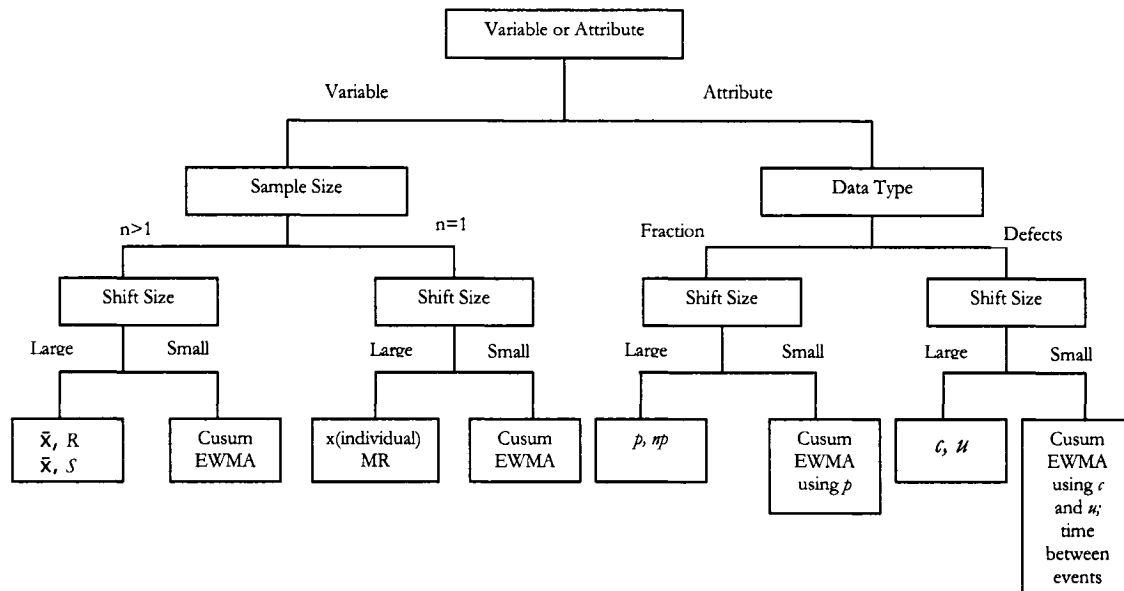 Variable or Attribute
Variable
Attribute
Sample Size
Data Type
n>1
n=1
Fraction
Defects
Shift Size
Shift Size
Shift Size
Shift Size
Large
Small
Large
Small
Large
Small
Large
Small
x̄, R
x̄, S
Cusum
EWMA
x(individual)
MR
Cusum
EWMA
p, np
Cusum
EWMA
using p
c, u
Cusum
EWMA
using c
and u;
time
between
events